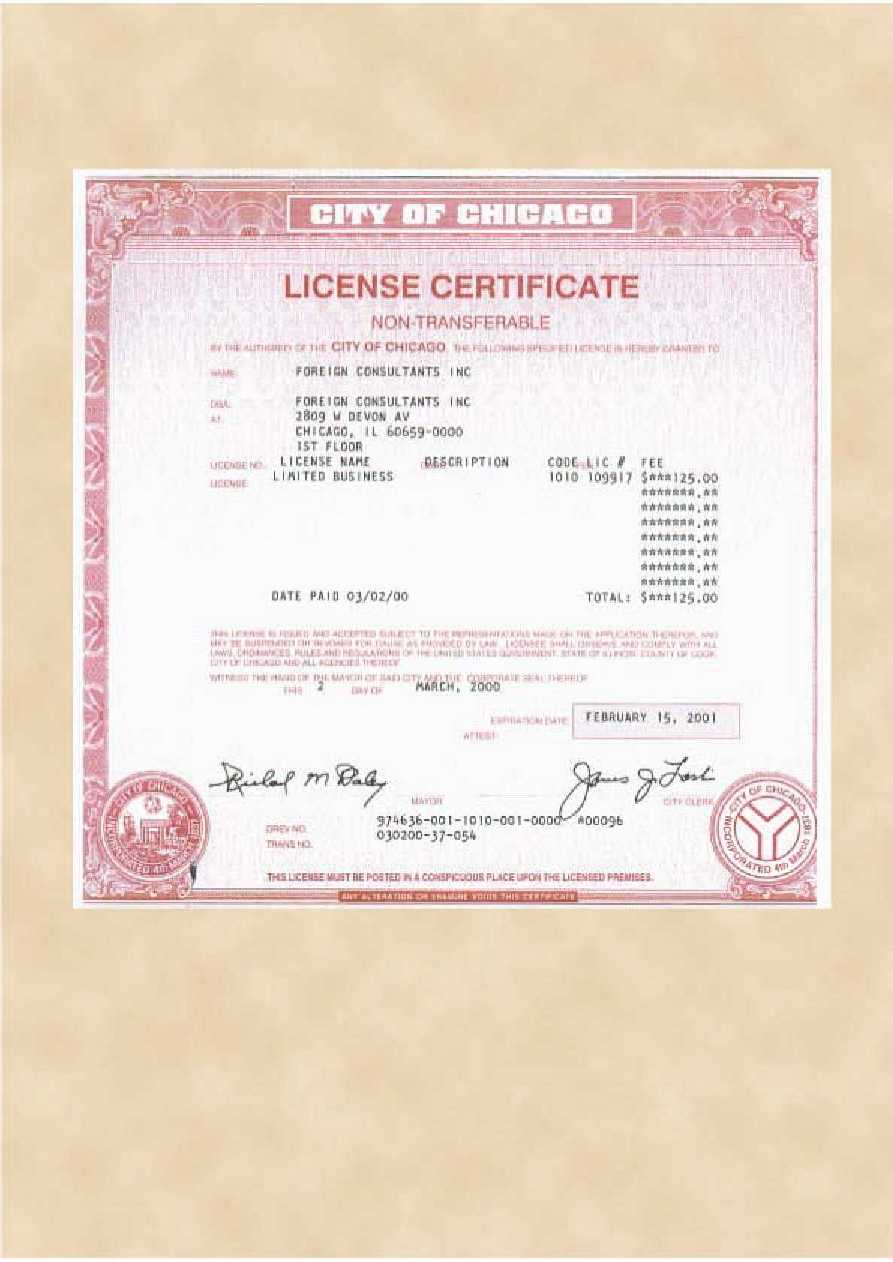 CITY OF CHICAGO
LICENSE CERTIFICATE
NON-TRANSFERABLE
BY THE AUTHORITY OF THE CITY OF CHICAGO, THE FOLLOWING SPECIFIED LICENSE IS HEREBY GRANTED TO
NAME FOREIGN CONSULTANTS INC
DBA FOREIGN CONSULTANTS INC
AT 2809 W DEVON AV
CHICAGO, IL 60659-0000
1ST FLOOR
LICENSE NO. LICENSE NAME DESCRIPTION CODE LIC # FEE
LICENSE LIMITED BUSINESS 1010 109917 $***125.00
*******.**
*******.**
*******.**
*******.**
*******.**
*******.**
*******.**
DATE PAID 03/02/00 TOTAL: $***125.00
THIS LICENSE IS ISSUED AND ACCEPTED SUBJECT TO THE REPRESENTATIONS MADE ON THE APPLICATION THEREFOR, AND
MAY BE SUSPENDED OR REVOKED FOR CAUSE AS PROVIDED BY LAW. LICENSEE SHALL OBSERVE AND COMPLY WITH ALL
LAWS, ORDINANCES, RULES AND REGULATIONS OF THE UNITED STATES GOVERNMENT, STATE OF ILLINOIS, COUNTY OF COOK,
CITY OF CHICAGO AND ALL AGENCIES THEREOF.
WITNESS THE HAND OF THE MAYOR OF SAID CITY AND THE CORPORATE SEAL THEREOF
THIS 2 DAY OF MARCH, 2000
EXPIRATION DATE FEBRUARY 15, 2001
ATTEST:
Richard M Daley
James J. Laski
MAYOR CITY CLERK
974636-001-1010-001-0000 #00096
DREV NO.
030200-37-054
TRANS NO.
CITY OF CHICAGO
INCORPORATED 4th March 1837
CITY OF CHICAGO
INCORPORATED 4th March 1837
THIS LICENSE MUST BE POSTED IN A CONSPICUOUS PLACE UPON THE LICENSED PREMISES.
ANY ALTERATION OR ERASURE VOIDS THIS CERTIFICATE